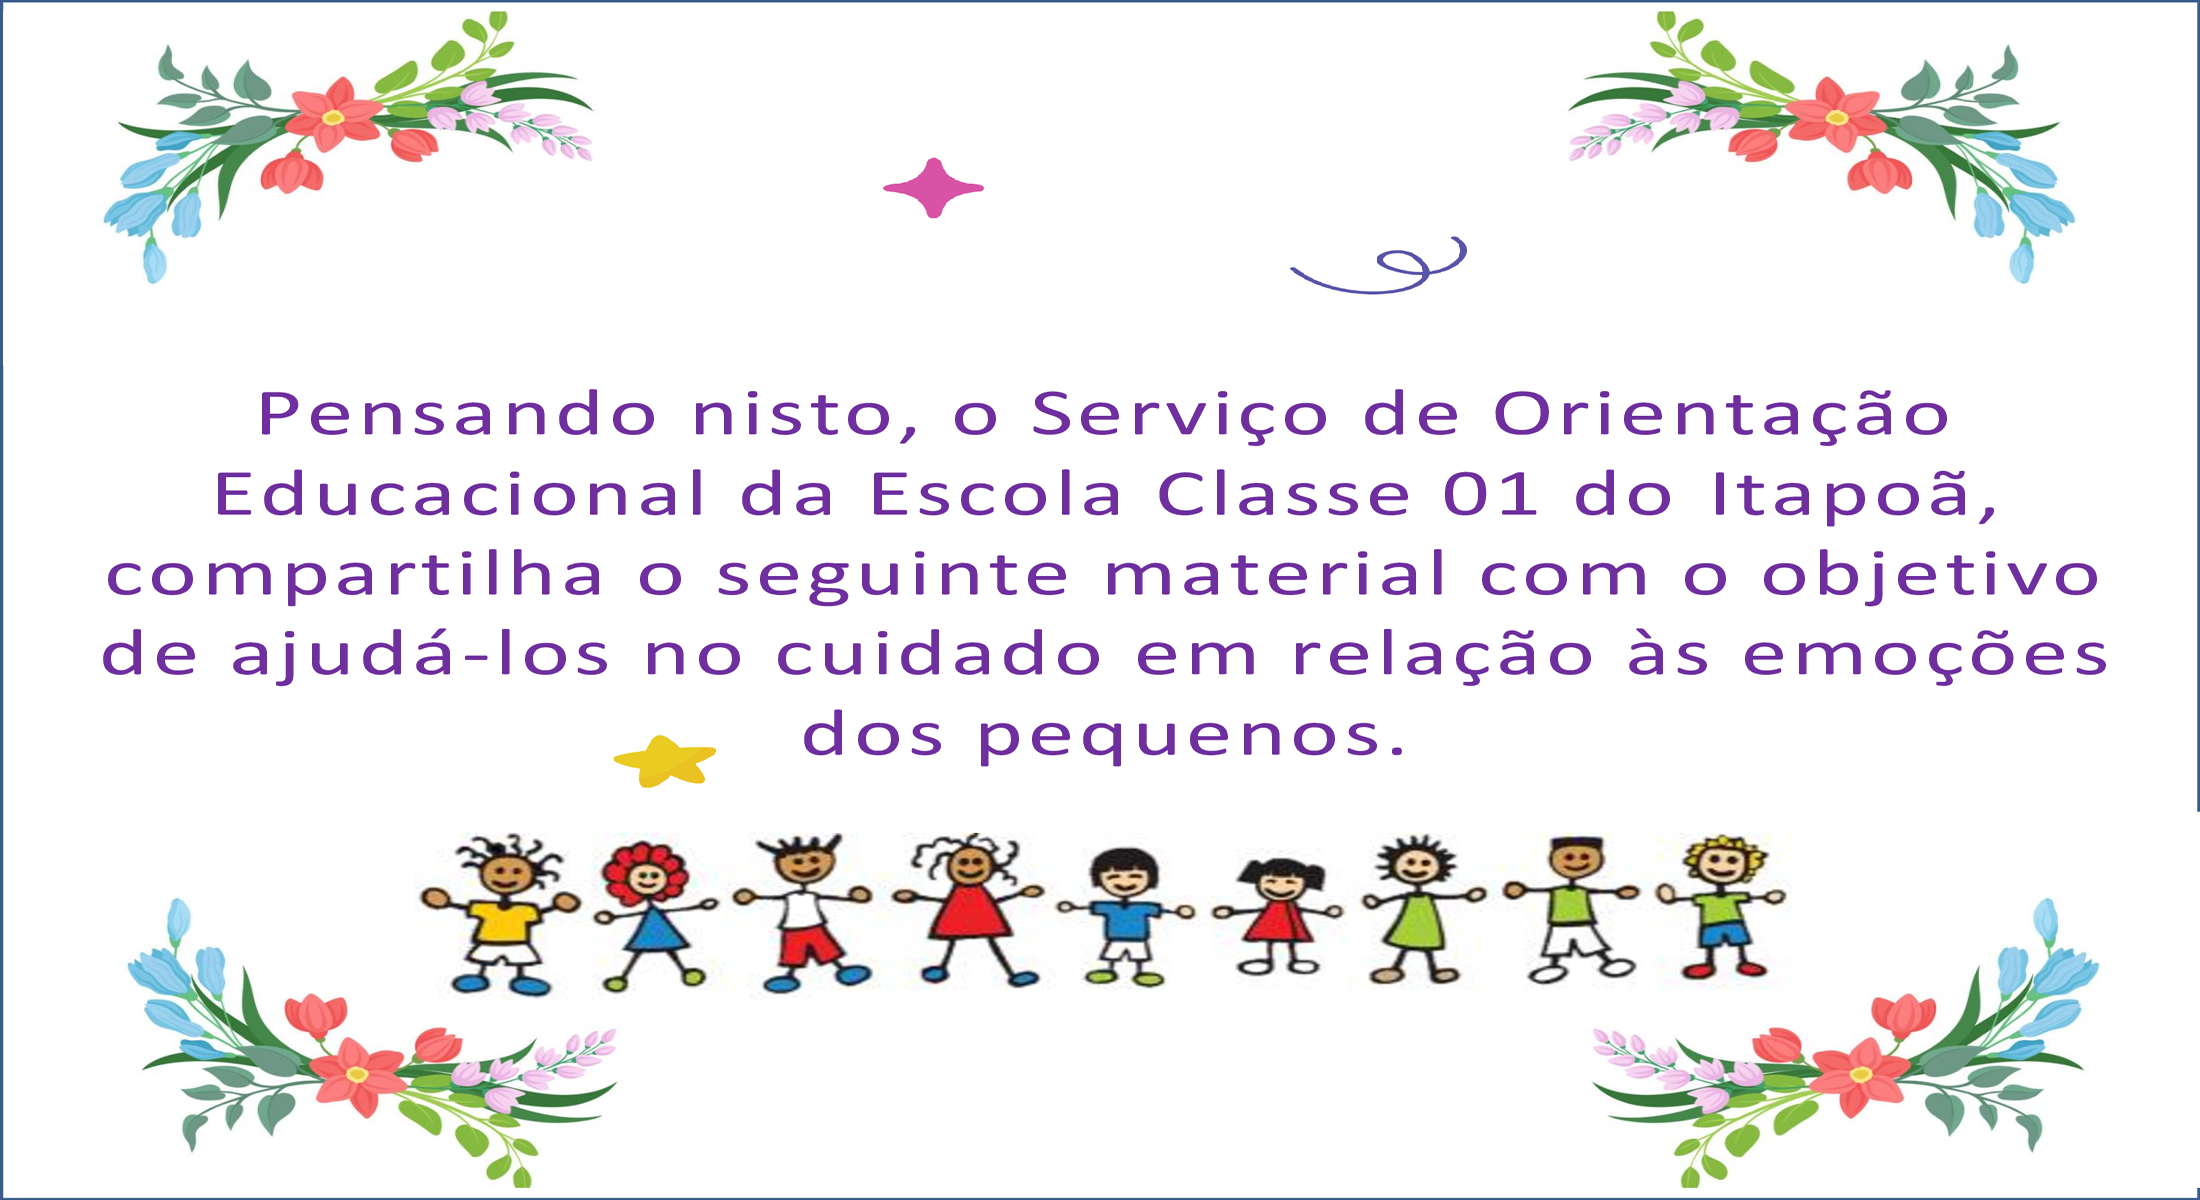 Pensando nisto, o Serviço de Orientação
Educacional da Escola Classe 01 do Itapoã,
compartilha o seguinte material com o objetivo
de ajudá-los no cuidado em relação às emoções
dos pequenos.